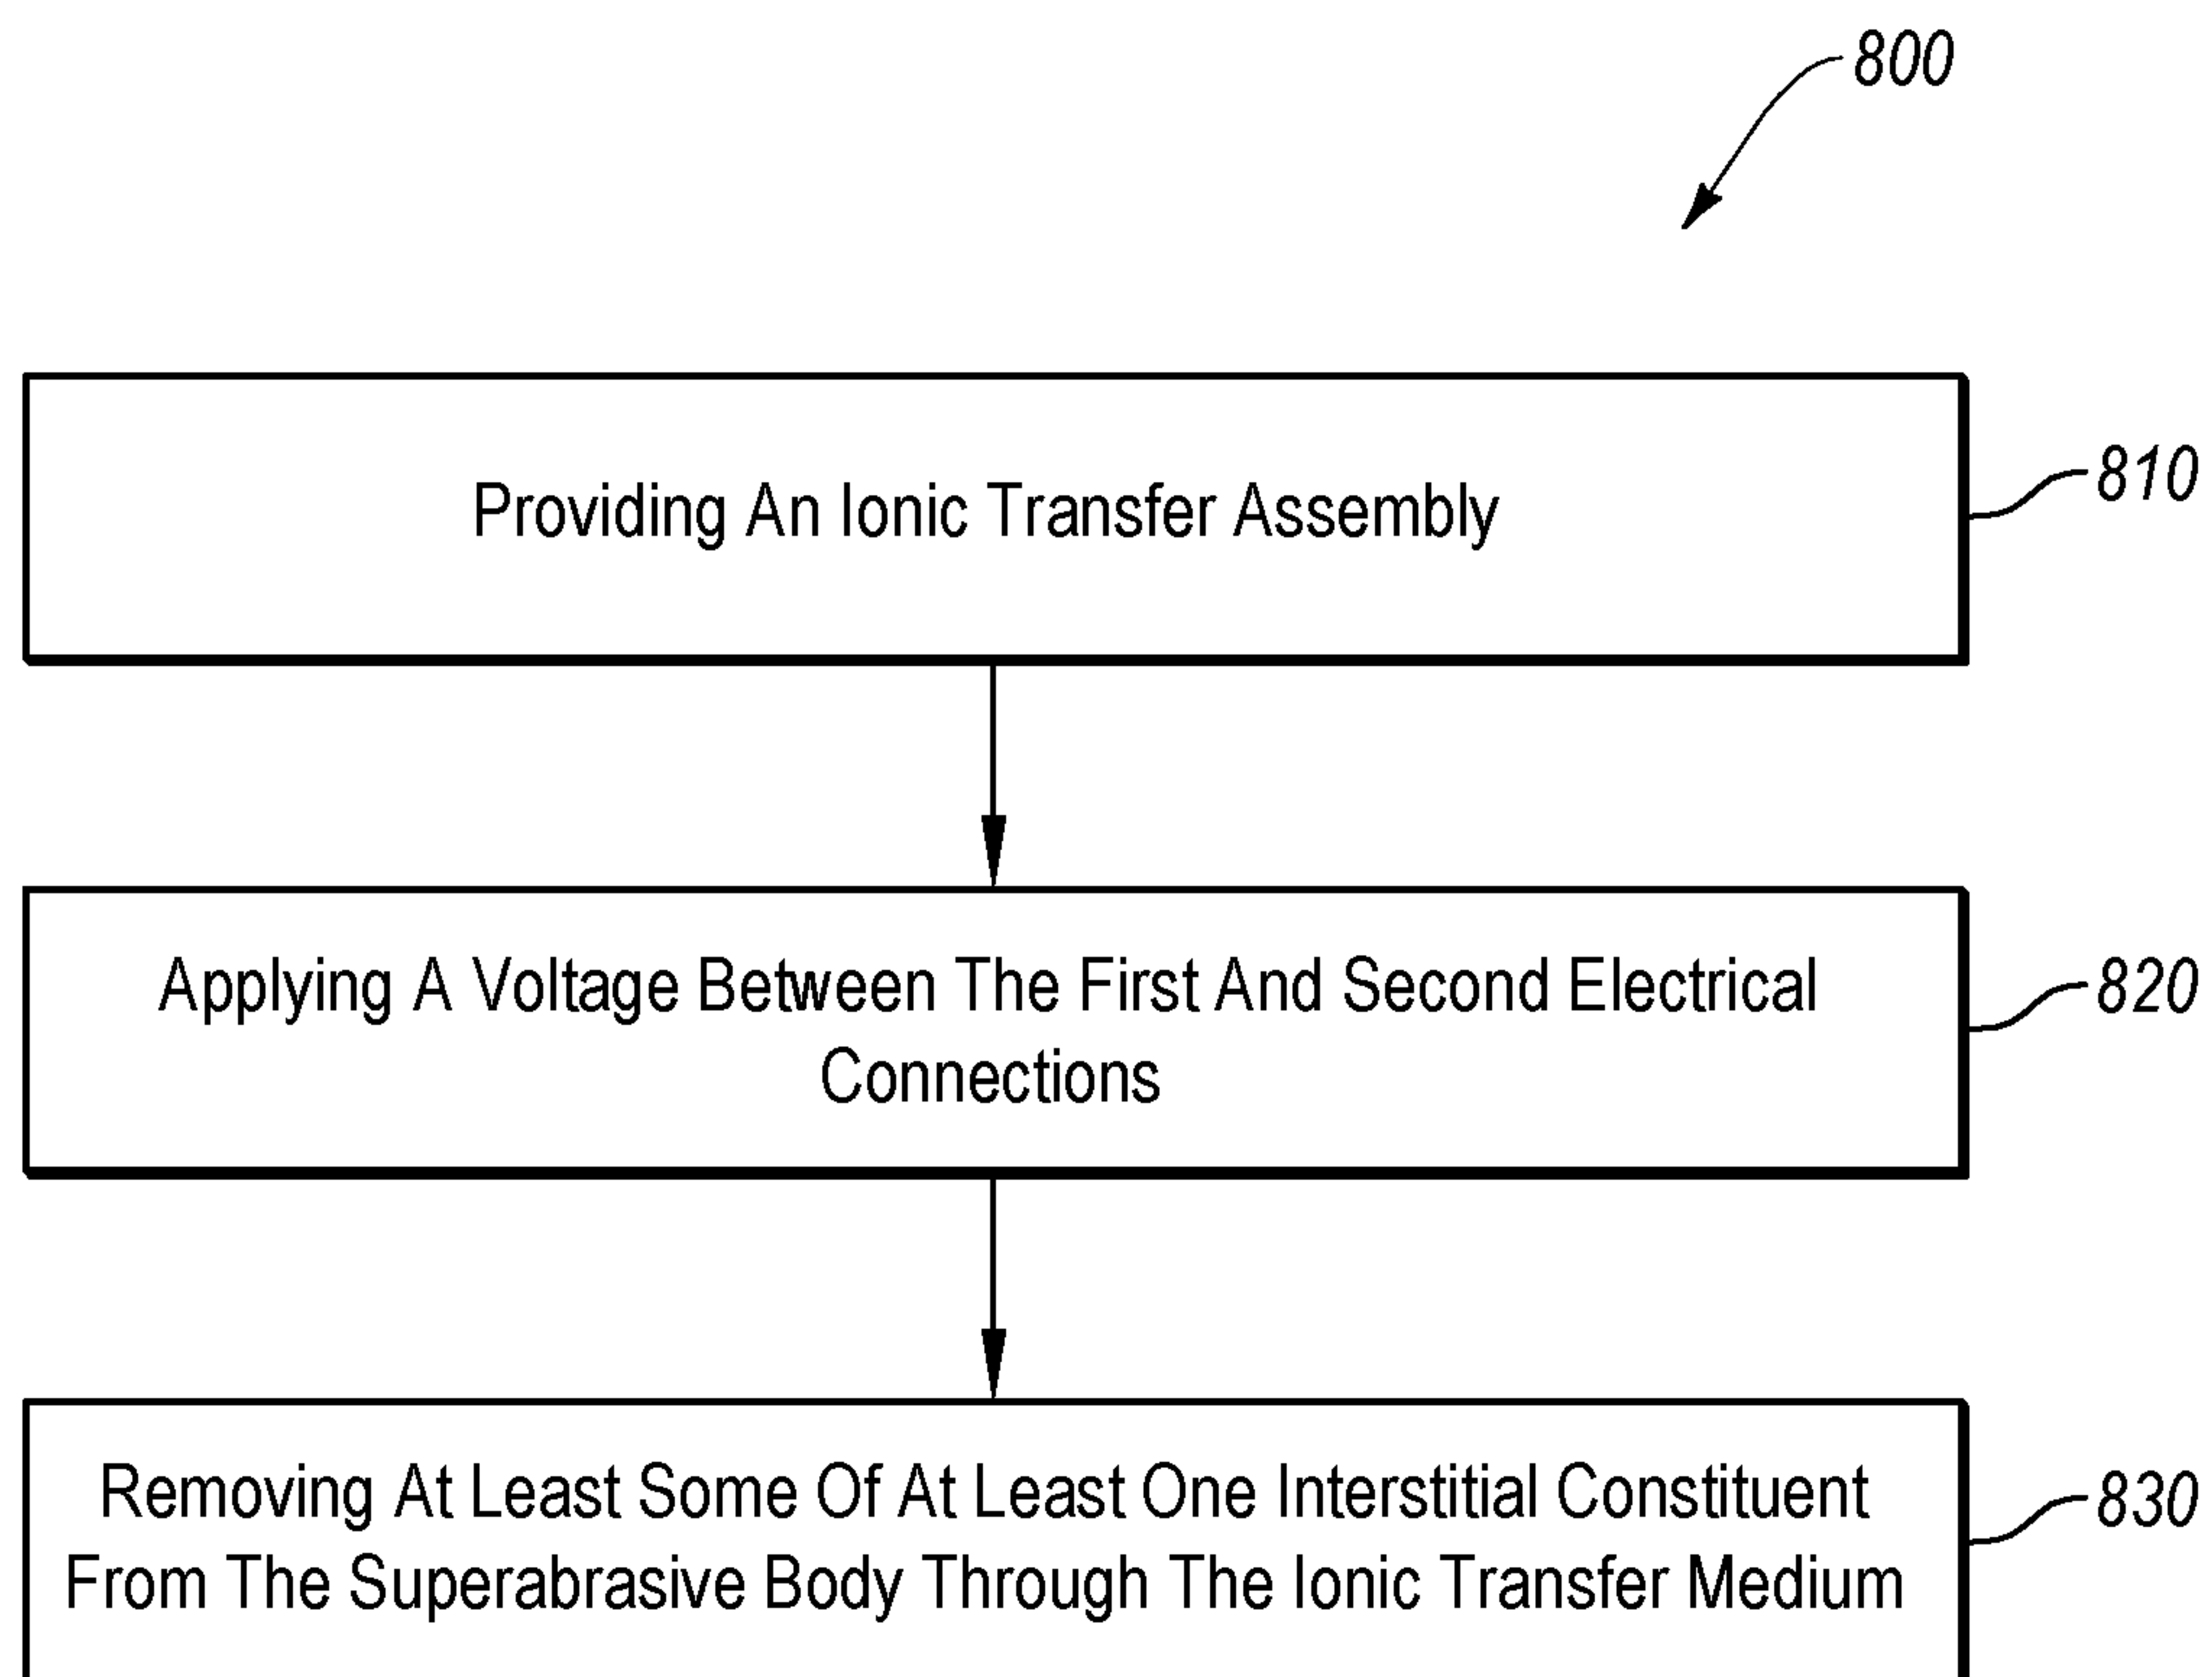 800
Providing An Ionic Transfer Assembly
810
Applying A Voltage Between The First And Second Electrical
Connections
820
Removing At Least Some Of At Least One Interstitial Constituent
From The Superabrasive Body Through The Ionic Transfer Medium
830